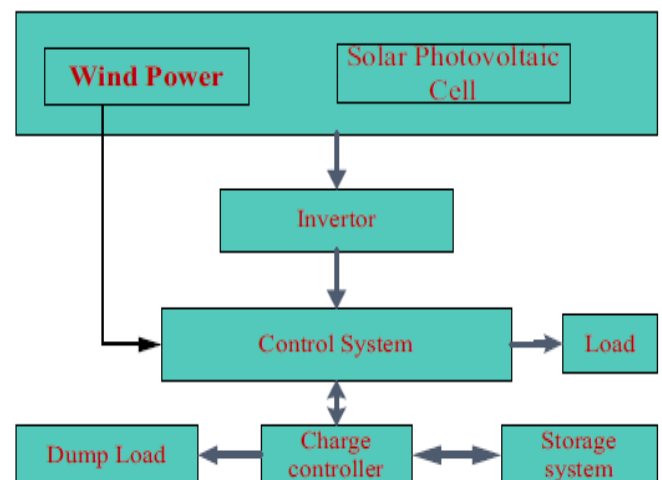 Wind Power
Solar Photovoltaic
Cell
Invertor
Control System
Load
Dump Load
Charge
controller
Storage
system